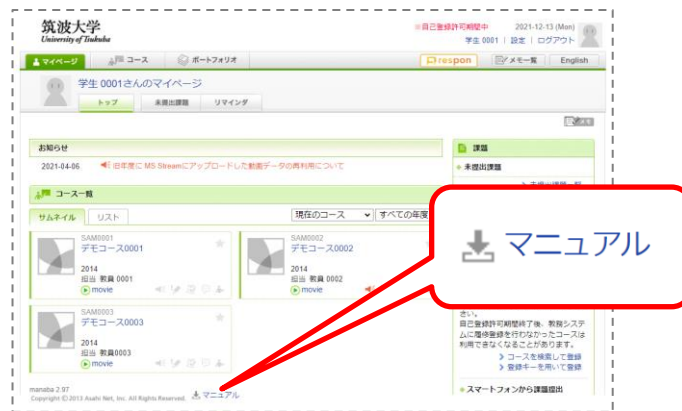 筑波大学
University of Tsukuba
※自己登録許可期間中 2021-12-13 (Mon)
学生 0001 | 設定 | ログアウト
マイページ コース ポートフォリオ respon メモ一覧 English
学生 0001さんのマイページ
トップ 未提出課題 リマインダ
メモ
お知らせ
2021-04-06 旧年度に MS Streamにアップロードした動画データの再利用について
コース一覧
サムネイル リスト 現在のコース すべての年度
SAM0001
デモコース0001
2014
担当 教員 0001
movie
SAM0002
デモコース0002
2014
担当 教員 0002
movie
SAM0003
デモコース0003
2014
担当 教員0003
movie
課題
未提出課題
マニュアル
さい。
自己登録許可期間終了後、教務システ
ムに履修登録を行わなかったコースは
利用できなくなることがあります。
コースを検索して登録
登録キーを用いて登録
スマートフォンから課題提出
manaba 2.97
Copyright © 2013 Asahi Net, Inc. All Rights Reserved. マニュアル